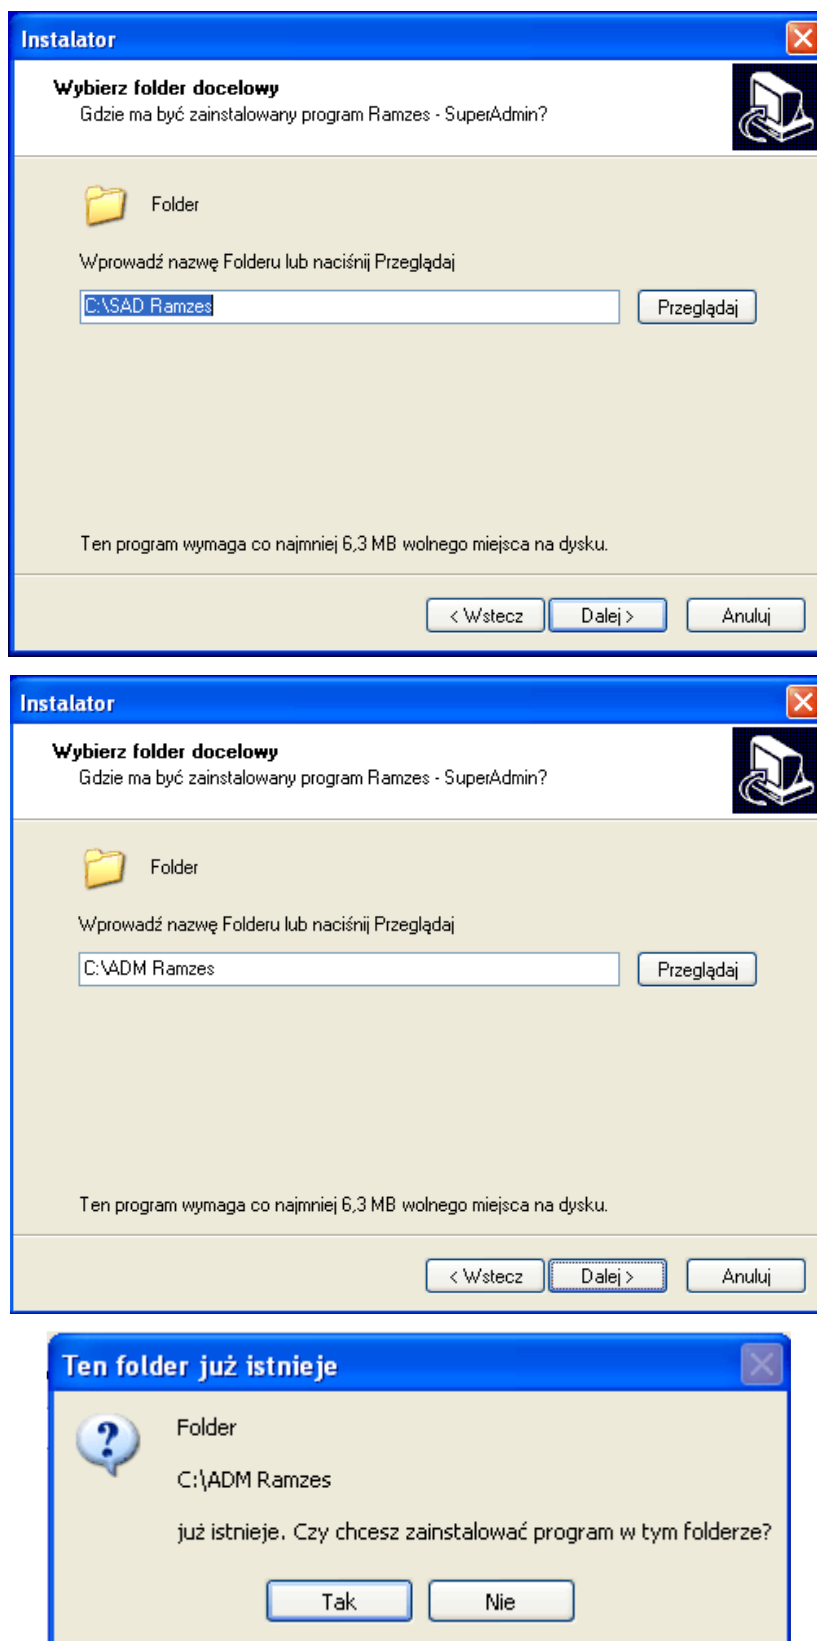 Instalator
Wybierz folder docelowy
Gdzie ma być zainstalowany program Ramzes - SuperAdmin?
Folder
Wprowadź nazwę Folderu lub naciśnij Przeglądaj
C:\SAD Ramzes
Przeglądaj
Ten program wymaga co najmniej 6,3 MB wolnego miejsca na dysku.
< Wstecz Dalej > Anuluj
Instalator
Wybierz folder docelowy
Gdzie ma być zainstalowany program Ramzes - SuperAdmin?
Folder
Wprowadź nazwę Folderu lub naciśnij Przeglądaj
C:\ADM Ramzes
Przeglądaj
Ten program wymaga co najmniej 6,3 MB wolnego miejsca na dysku.
< Wstecz Dalej > Anuluj
Ten folder już istnieje
Folder
C:\ADM Ramzes
już istnieje. Czy chcesz zainstalować program w tym folderze?
Tak Nie